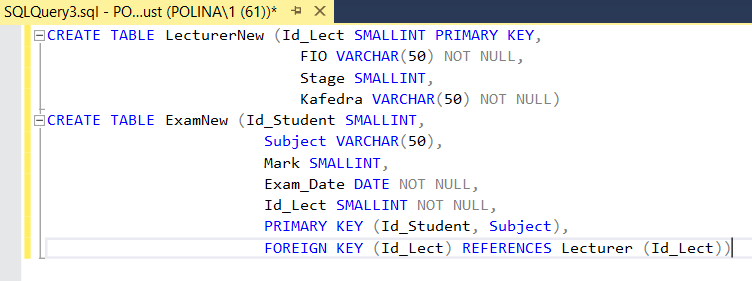 SQLQuery3.sql - PO...ust (POLINA\1 (61))*
CREATE TABLE LecturerNew (Id_Lect SMALLINT PRIMARY KEY,
FIO VARCHAR(50) NOT NULL,
Stage SMALLINT,
Kafedra VARCHAR(50) NOT NULL)
CREATE TABLE ExamNew (Id_Student SMALLINT,
Subject VARCHAR(50),
Mark SMALLINT,
Exam_Date DATE NOT NULL,
Id_Lect SMALLINT NOT NULL,
PRIMARY KEY (Id_Student, Subject),
FOREIGN KEY (Id_Lect) REFERENCES Lecturer (Id_Lect))